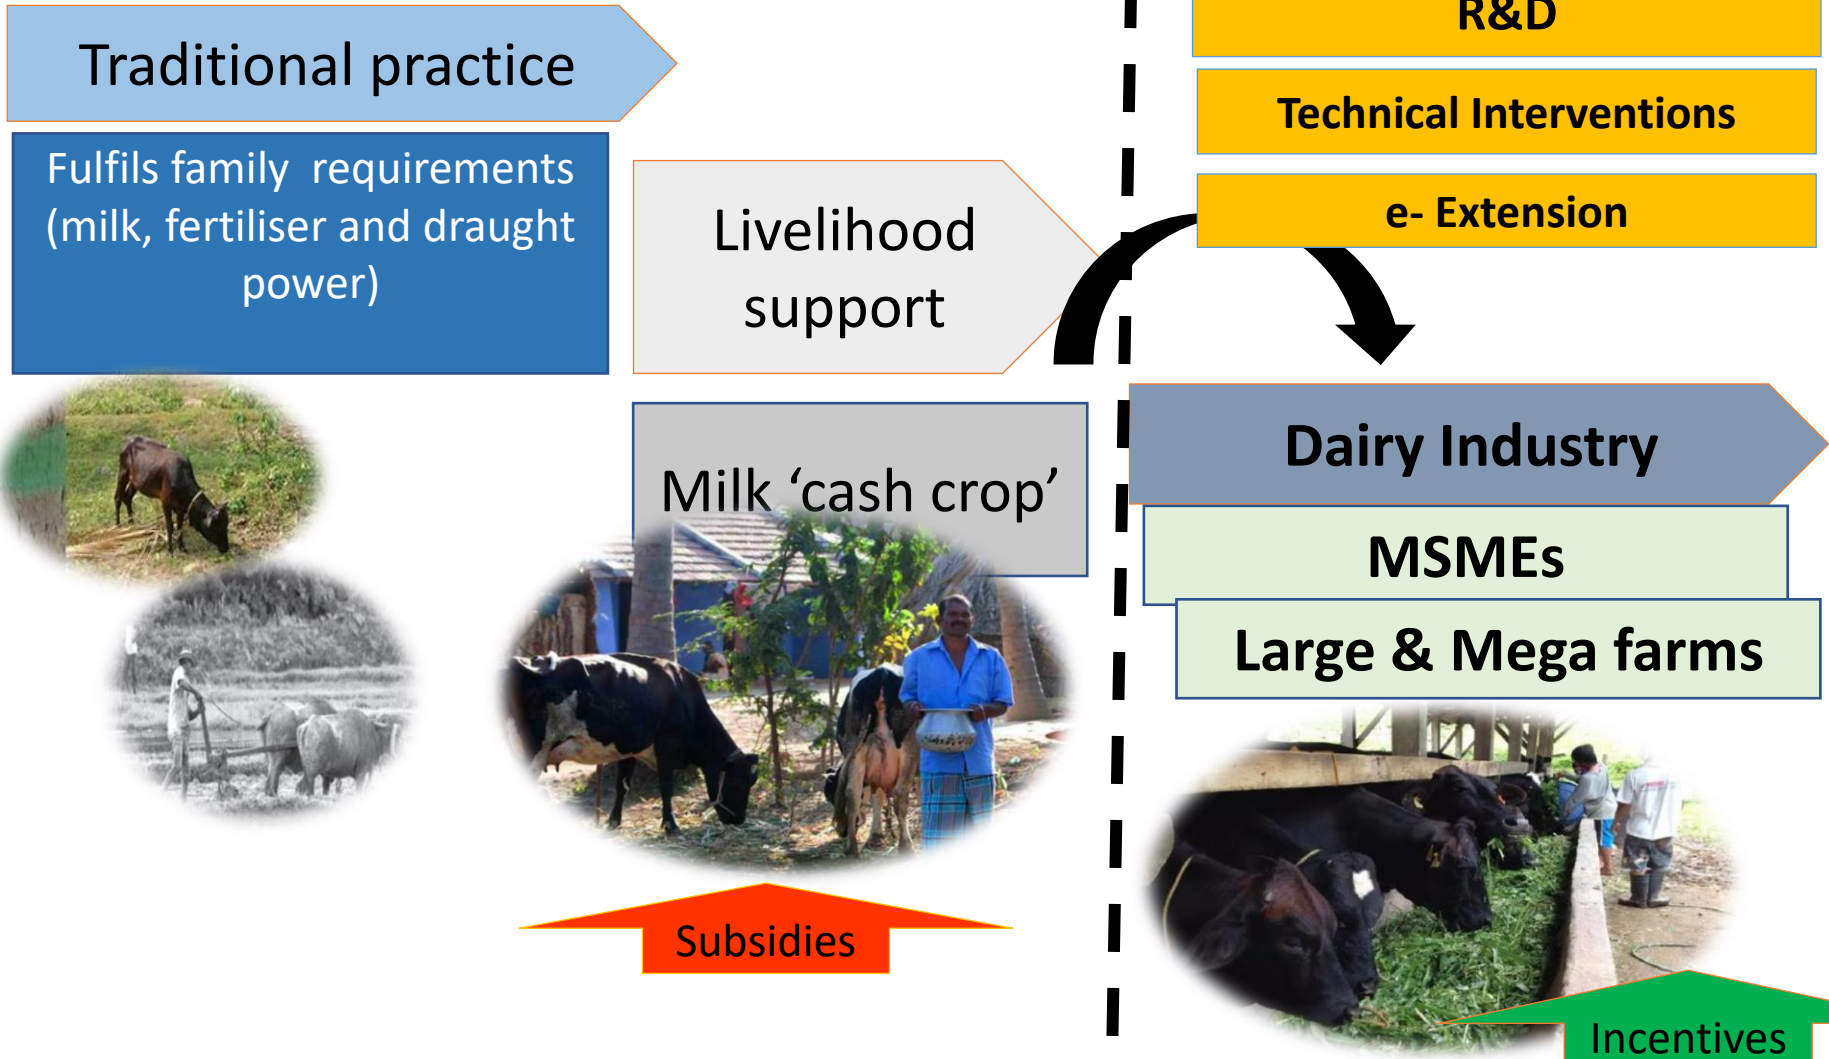 Traditional practice
Fulfils family requirements
(milk, fertiliser and draught
power)
Livelihood
support
Milk ‘cash crop’
Subsidies
R&D
Technical Interventions
e- Extension
Dairy Industry
MSMEs
Large & Mega farms
Incentives